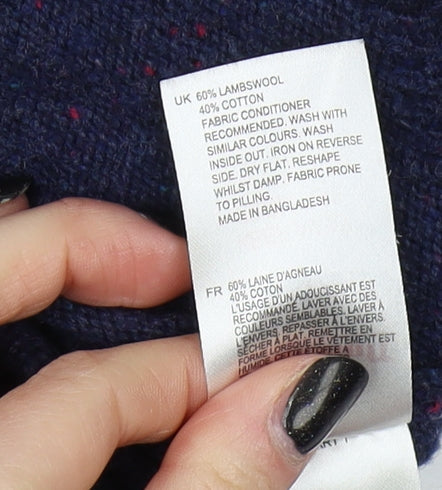 UK 60% LAMBSWOOL
40% COTTON
FABRIC CONDITIONER
RECOMMENDED. WASH WITH
SIMILAR COLOURS. WASH
INSIDE OUT. IRON ON REVERSE
SIDE. DRY FLAT. RESHAPE
WHILST DAMP. FABRIC PRONE
TO PILLING.
MADE IN BANGLADESH
FR 60% LAINE D'AGNEAU
40% COTON
L'USAGE D'UN ADOUCISSANT EST
RECOMMANDÉ. LAVER AVEC DES
COULEURS SEMBLABLES. LAVER À
L'ENVERS. REPASSER À L'ENVERS.
SÉCHER À PLAT. REMETTRE EN
FORME LORSQUE LE VÊTEMENT EST
HUMIDE. CETTE ÉTOFFE A